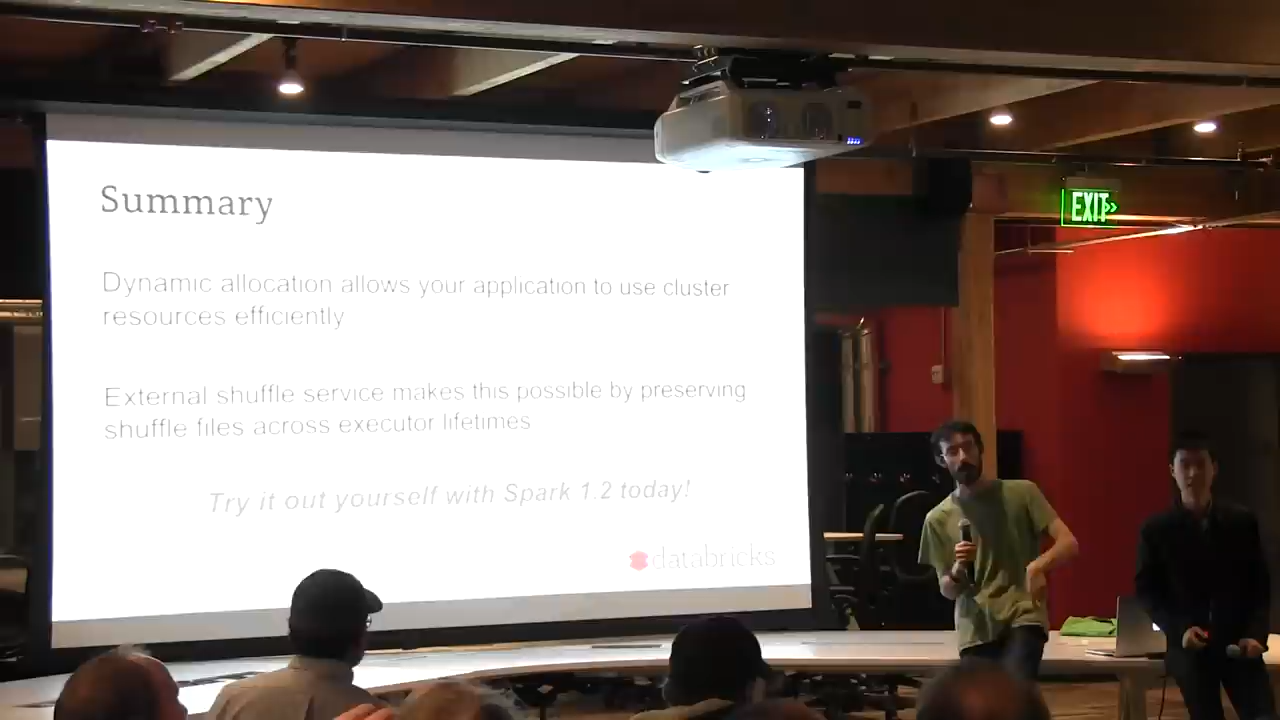 Summary
Dynamic allocation allows your application to use cluster
resources efficiently
External shuffle service makes this possible by preserving
shuffle files across executor lifetimes
Try it out yourself with Spark 1.2 today!
databricks
EXIT